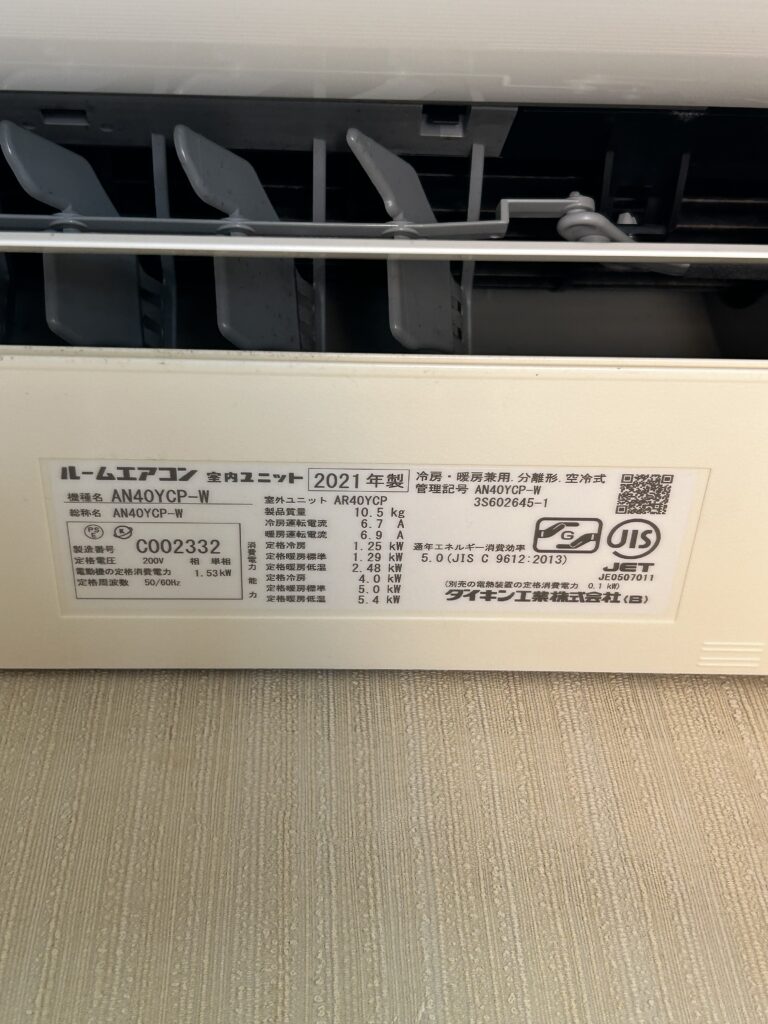 ルームエアコン 室内ユニット 2021年製
機種名 AN40YCP-W
総称名 AN40YCP-W
PS E
製造番号 C002332
定格電圧 200V 相 単相
電動機の定格消費電力 1.53kW
定格周波数 50/60Hz
室外ユニット AR40YCP
製品質量 10.5 kg
冷房運転電流 6.7 A
暖房運転電流 6.9 A
消費電力
定格冷房 1.25 kW
定格暖房標準 1.29 kW
定格暖房低温 2.48 kW
能力
定格冷房 4.0 kW
定格暖房標準 5.0 kW
定格暖房低温 5.4 kW
冷房・暖房兼用.分離形.空冷式
管理記号 AN40YCP-W
3S602645-1
通年エネルギー消費効率
5.0(JIS C 9612:2013)
G
JIS
JET
JE0507011
(別売の電熱装置の定格消費電力 0.1 kW)
ダイキン工業株式会社(B)